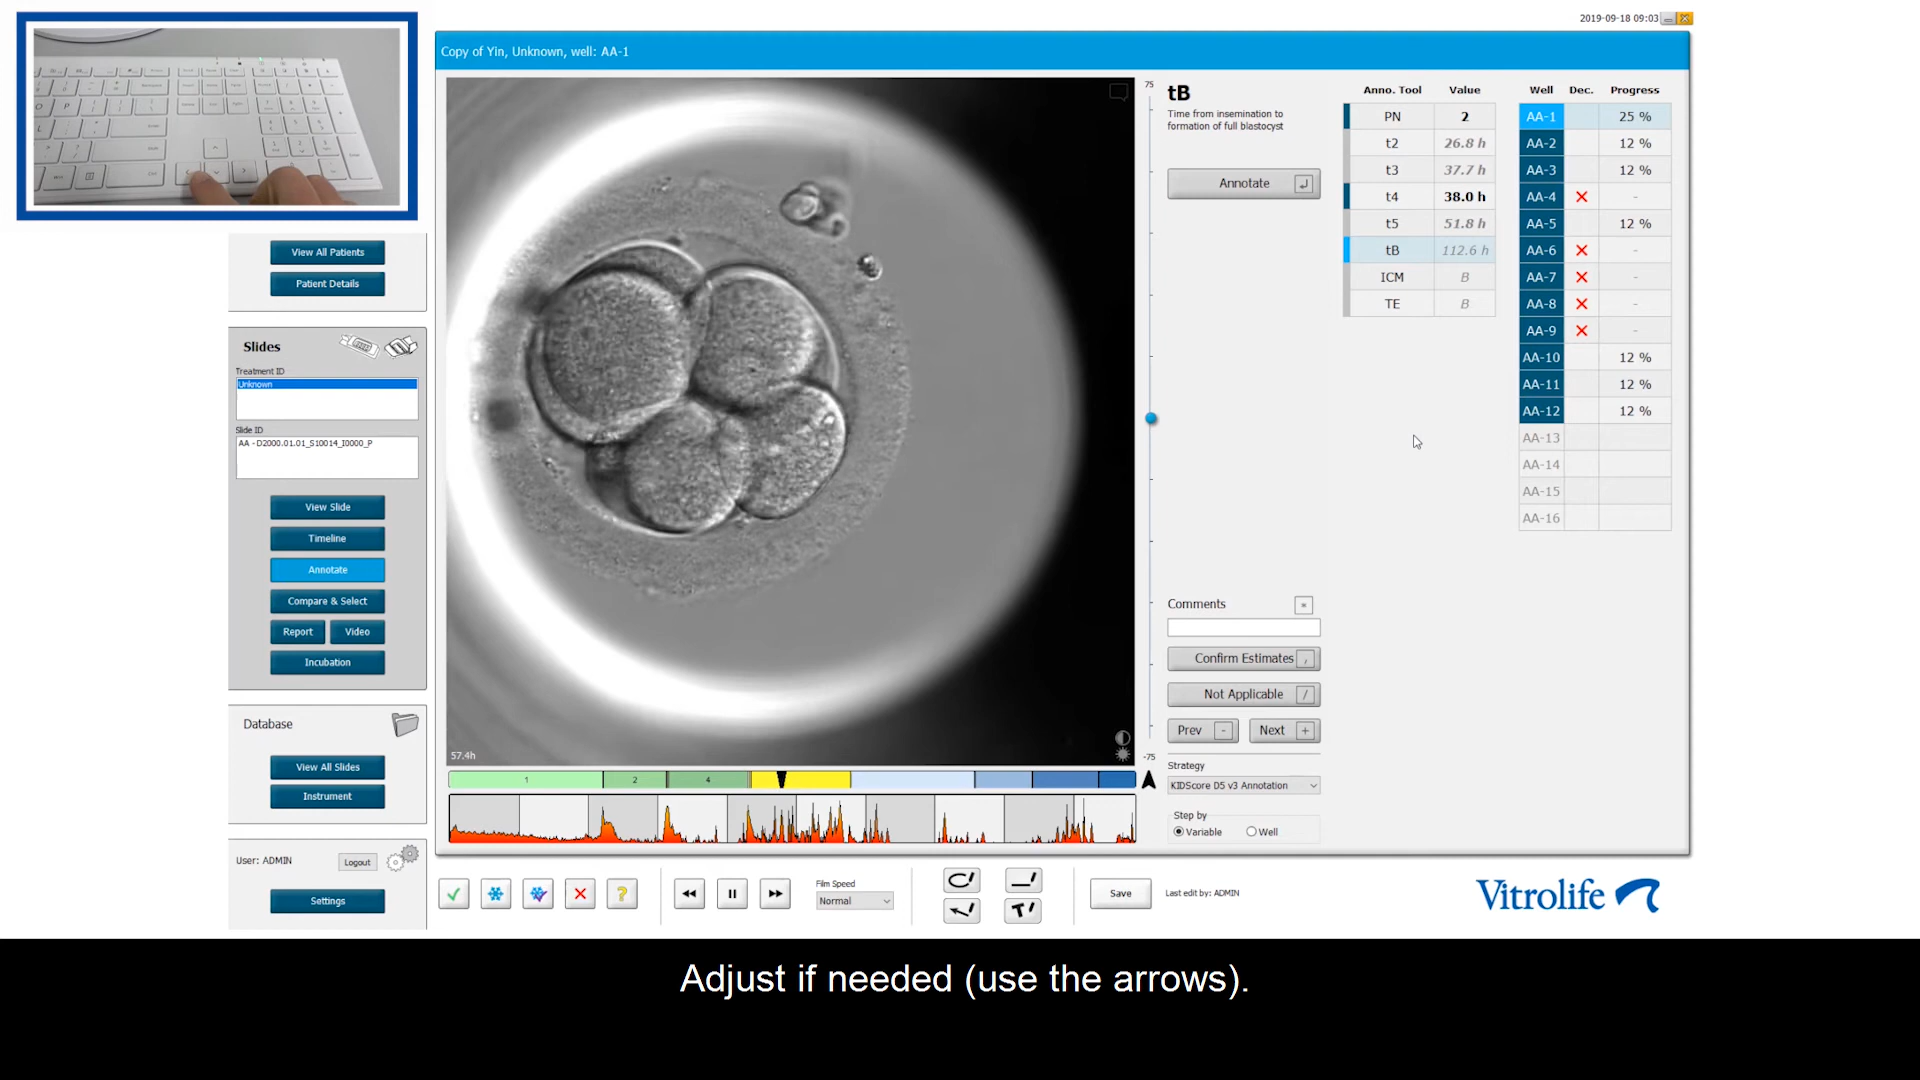 2019-09-18 09:03
Copy of Yin, Unknown, well: AA-1
View All Patients
Patient Details
Slides
Treatment ID
Unknown
Slide ID
AA - D2000.01.01_S10014_I0000_P
View Slide
Timeline
Annotate
Compare & Select
Report Video
Incubation
Database
View All Slides
Instrument
User: ADMIN Logout
Settings
57.4h
1 2 4
75
-75
tB
Time from insemination to
formation of full blastocyst
Annotate
Comments
Confirm Estimates ,
Not Applicable /
Prev - Next +
Strategy
KIDScore D5 v3 Annotation
Step by
Variable Well
Anno. Tool Value
PN 2
t2 26.8 h
t3 37.7 h
t4 38.0 h
t5 51.8 h
tB 112.6 h
ICM B
TE B
Well Dec. Progress
AA-1 25 %
AA-2 12 %
AA-3 12 %
AA-4 -
AA-5 12 %
AA-6 -
AA-7 -
AA-8 -
AA-9 -
AA-10 12 %
AA-11 12 %
AA-12 12 %
AA-13
AA-14
AA-15
AA-16
?
Film Speed
Normal
T
Save
Last edit by: ADMIN
Vitrolife
Adjust if needed (use the arrows).